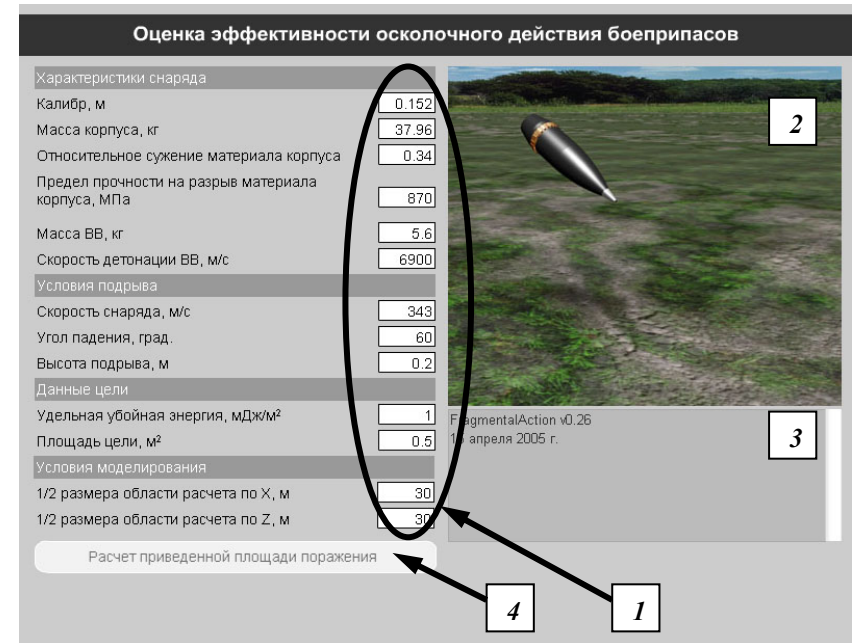 Оценка эффективности осколочного действия боеприпасов
Характеристики снаряда
Калибр, м 0.152
Масса корпуса, кг 37.96
Относительное сужение материала корпуса 0.34
Предел прочности на разрыв материала
корпуса, МПа 870
Масса ВВ, кг 5.6
Скорость детонации ВВ, м/с 6900
Условия подрыва
Скорость снаряда, м/с 343
Угол падения, град. 60
Высота подрыва, м 0.2
Данные цели
Удельная убойная энергия, мДж/м² 1
Площадь цели, м² 0.5
Условия моделирования
1/2 размера области расчета по X, м 30
1/2 размера области расчета по Z, м 30
Расчет приведенной площади поражения
2
FragmentalAction v0.26
апреля 2005 г.
3
4
1